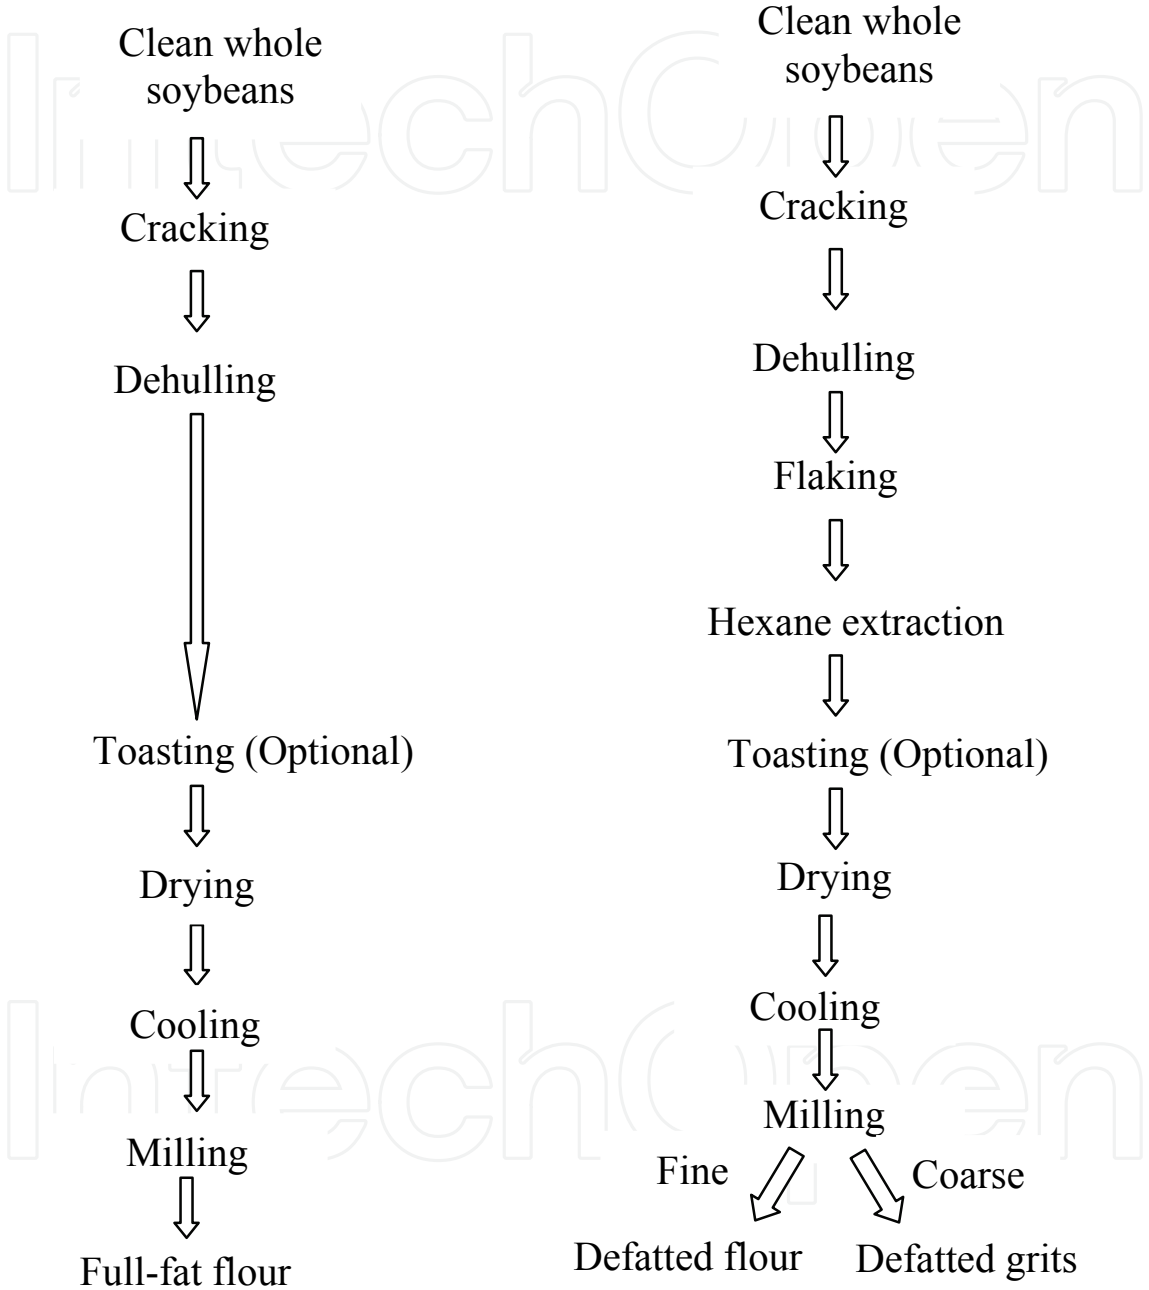 Clean whole
soybeans
Cracking
Dehulling
Toasting (Optional)
Drying
Cooling
Milling
Full-fat flour
Clean whole
soybeans
Cracking
Dehulling
Flaking
Hexane extraction
Toasting (Optional)
Drying
Cooling
Milling
Fine
Coarse
Defatted flour
Defatted grits
IntechOpen
IntechOpen